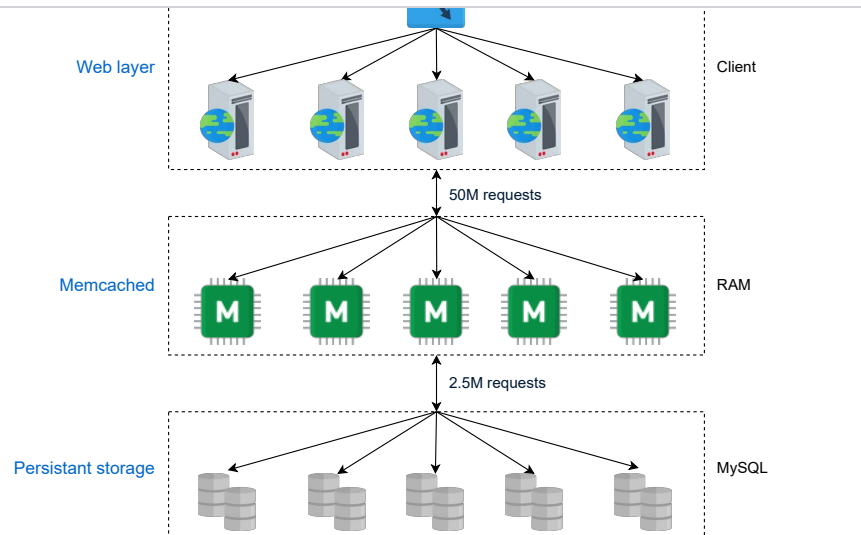 Web layer
Client
50M requests
Memcached
M M M M M
RAM
2.5M requests
Persistant storage
MySQL